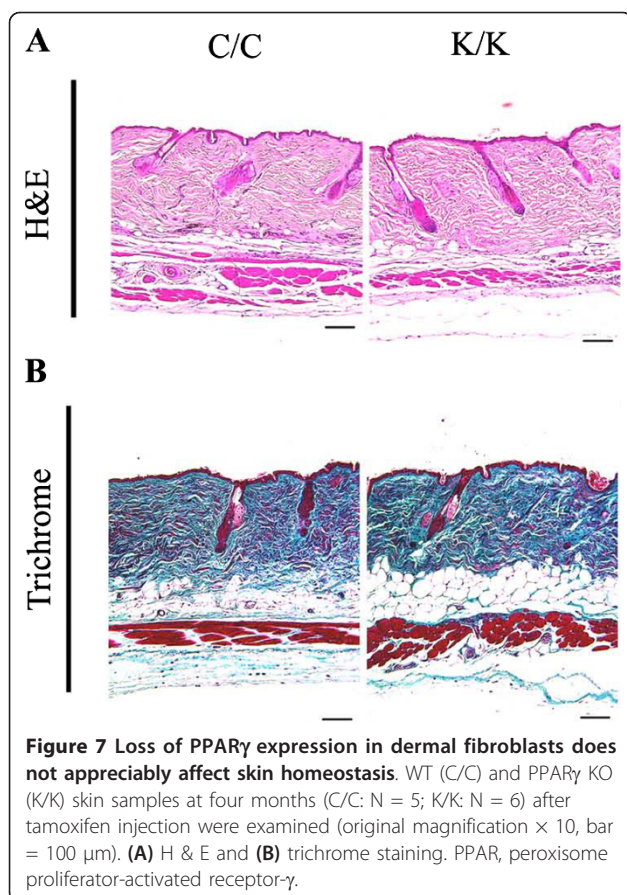 A
C/C
K/K
H&E
B
Trichrome
Figure 7 Loss of PPARγ expression in dermal fibroblasts does
not appreciably affect skin homeostasis. WT (C/C) and PPARγ KO
(K/K) skin samples at four months (C/C: N = 5; K/K: N = 6) after
tamoxifen injection were examined (original magnification × 10, bar
= 100 μm). (A) H & E and (B) trichrome staining. PPAR, peroxisome
proliferator-activated receptor-γ.